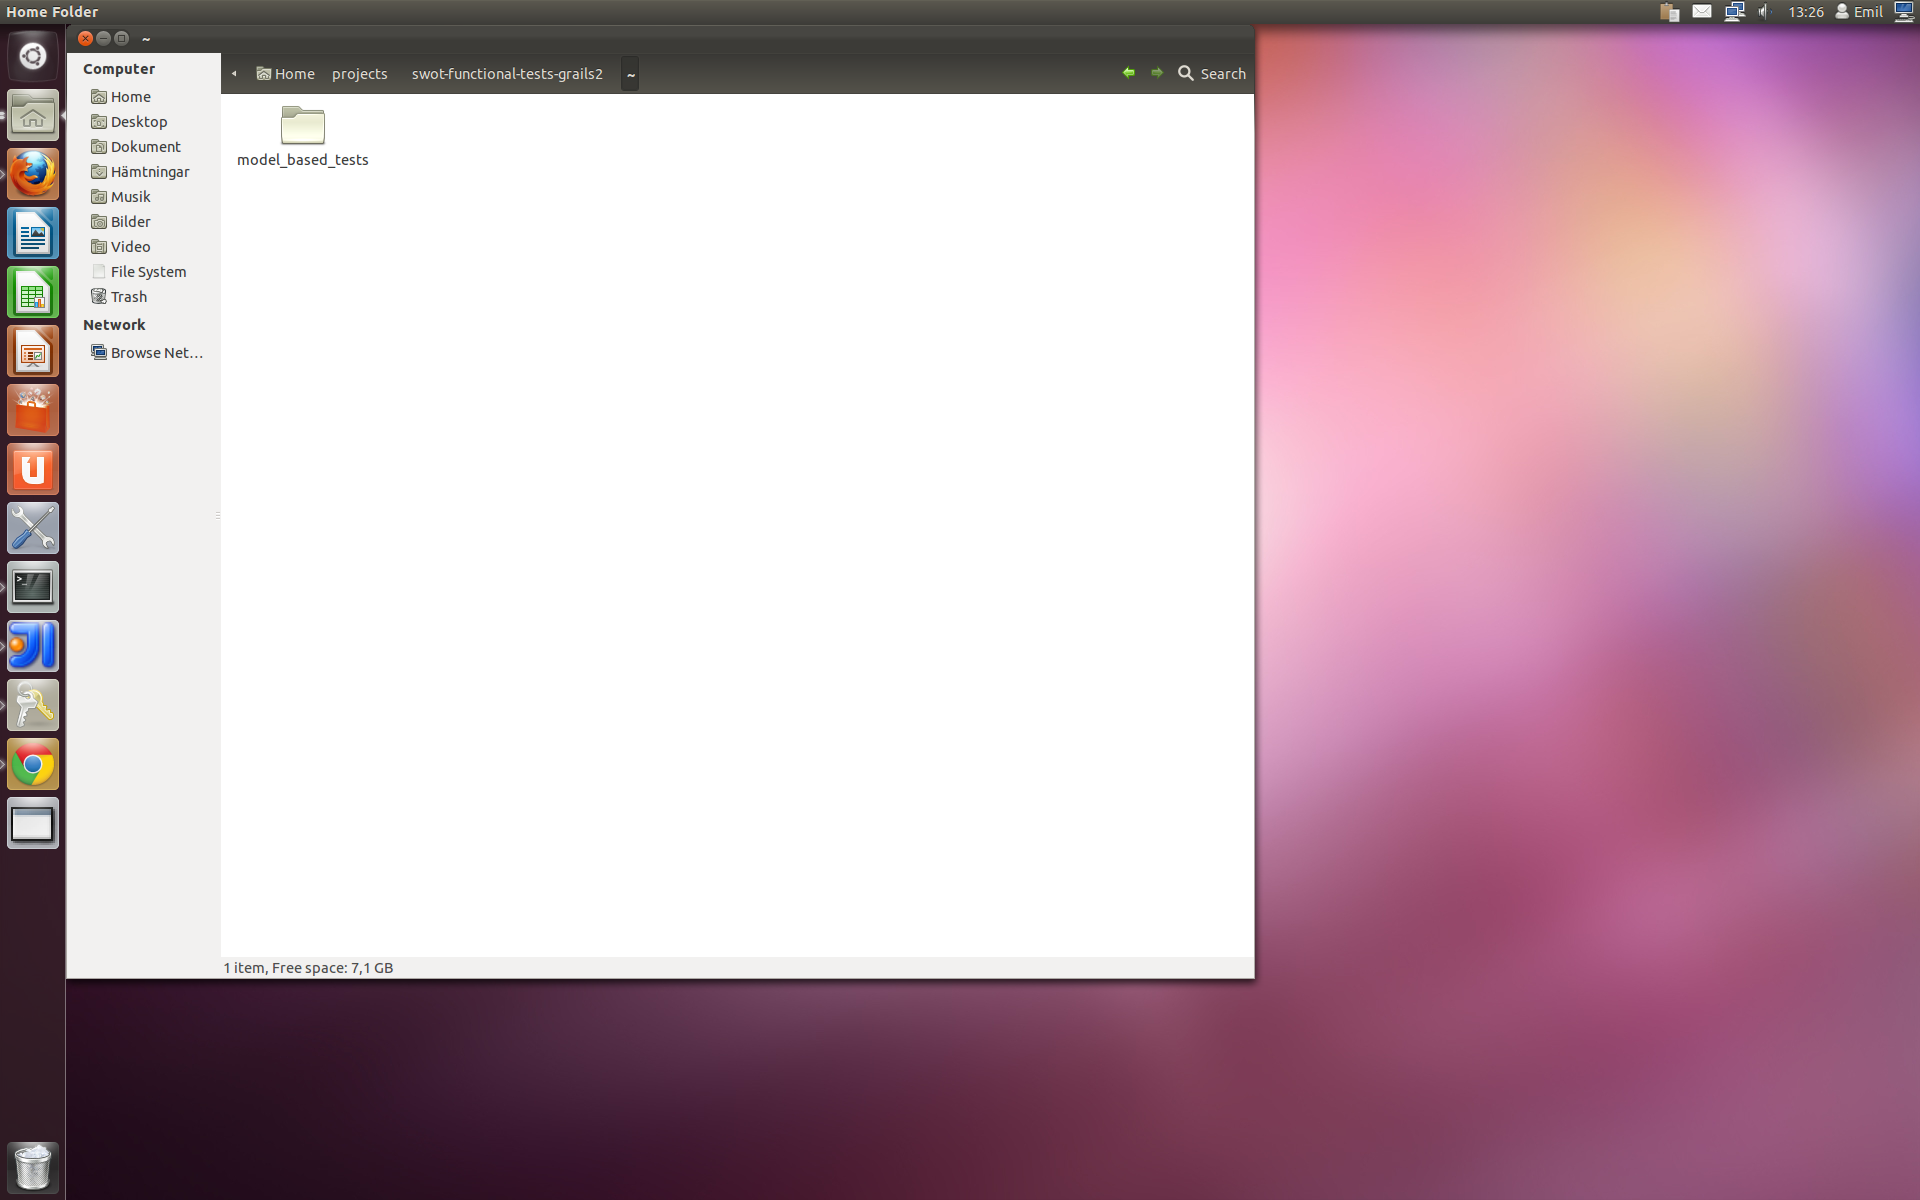 Home Folder
13:26 Emil
~
Computer
Home
Desktop
Dokument
Hämtningar
Musik
Bilder
Video
File System
Trash
Network
Browse Net...
Home projects swot-functional-tests-grails2 ~
Search
model_based_tests
1 item, Free space: 7,1 GB